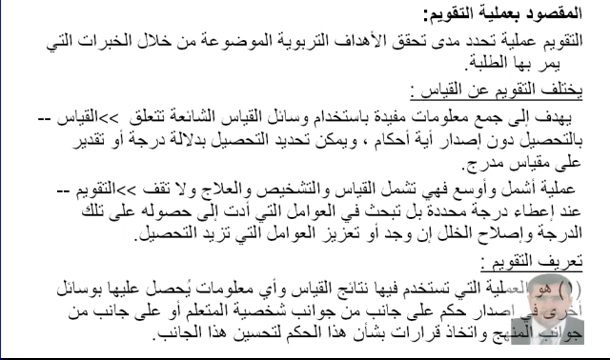 المقصود بعملية التقويم:
التقويم عملية تحدد مدى تحقق الأهداف التربوية الموضوعة من خلال الخبرات التي
يمر بها الطلبة.
يختلف التقويم عن القياس :
يهدف إلى جمع معلومات مفيدة باستخدام وسائل القياس الشائعة تتعلق >>القياس --
بالتحصيل دون إصدار أية أحكام ، ويمكن تحديد التحصيل بدلالة درجة أو تقدير
على مقياس مدرج.
عملية أشمل وأوسع فهي تشمل القياس والتشخيص والعلاج ولا تقف >>التقويم --
عند إعطاء درجة محددة بل تبحث في العوامل التي أدت إلى حصوله على تلك
الدرجة وإصلاح الخلل إن وجد أو تعزيز العوامل التي تزيد التحصيل.
تعريف التقويم :
(١) هو العملية التي تستخدم فيها نتائج القياس وأي معلومات يُحصل عليها بوسائل
أخرى في اصدار حكم على جانب من جوانب شخصية المتعلم أو على جانب من
جوانب المنهج واتخاذ قرارات بشأن هذا الحكم لتحسين هذا الجانب.